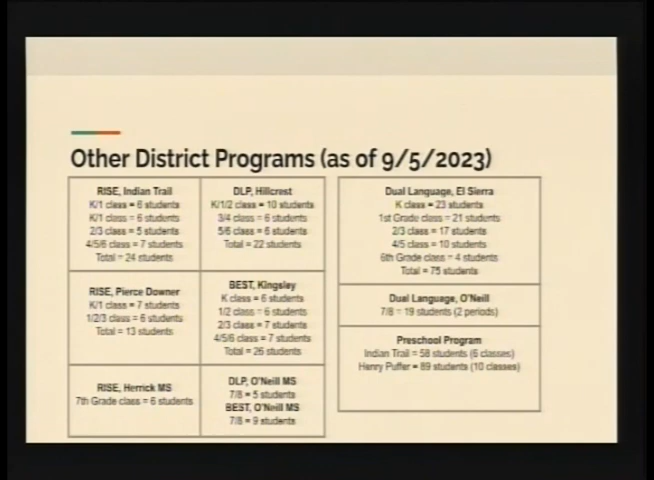 Other District Programs (as of 9/5/2023)
RISE, Indian Trail
K/1 class = 6 students
K/1 class = 6 students
2/3 class = 5 students
4/5/6 class = 7 students
Total = 24 students
DLP, Hillcrest
K/1/2 class = 10 students
3/4 class = 6 students
5/6 class = 6 students
Total = 22 students
RISE, Pierce Downer
K/1 class = 7 students
1/2/3 class = 6 students
Total = 13 students
BEST, Kingsley
K class = 6 students
1/2 class = 6 students
2/3 class = 7 students
4/5/6 class = 7 students
Total = 26 students
RISE, Herrick MS
7th Grade class = 6 students
DLP, O'Neill MS
7/8 = 5 students
BEST, O'Neill MS
7/8 = 9 students
Dual Language, El Sierra
K class = 23 students
1st Grade class = 21 students
2/3 class = 17 students
4/5 class = 10 students
6th Grade class = 4 students
Total = 75 students
Dual Language, O'Neill
7/8 = 19 students (2 periods)
Preschool Program
Indian Trail = 58 students (6 classes)
Henry Puffer = 89 students (10 classes)